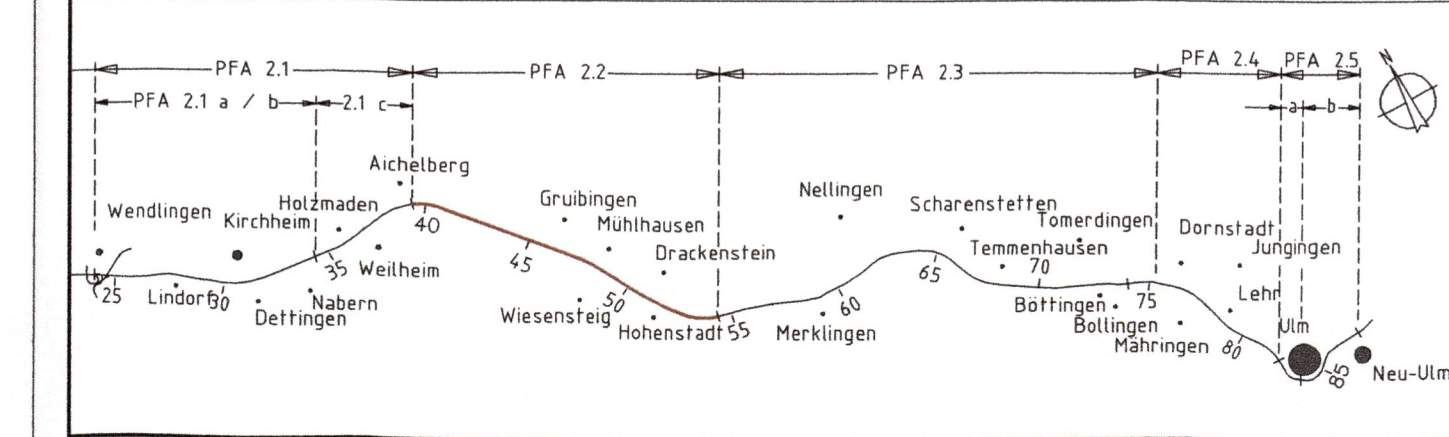 PFA 2.1
PFA 2.2
PFA 2.3
PFA 2.4
PFA 2.5
PFA 2.1 a / b
2.1 c
a
b
N
Aichelberg
Wendlingen
Kirchheim
Holzmaden
Gruibingen
Mühlhausen
Drackenstein
Nellingen
Scharenstetten
Tomerdingen
Temmenhausen
Dornstadt
Jungingen
25
Lindorf
30
Dettingen
Nabern
35
Weilheim
40
45
Wiesensteig
50
Hohenstadt
55
Merklingen
60
65
70
Böttingen
Bollingen
Mähringen
75
Lehr
80
Ulm
85
Neu-Ulm